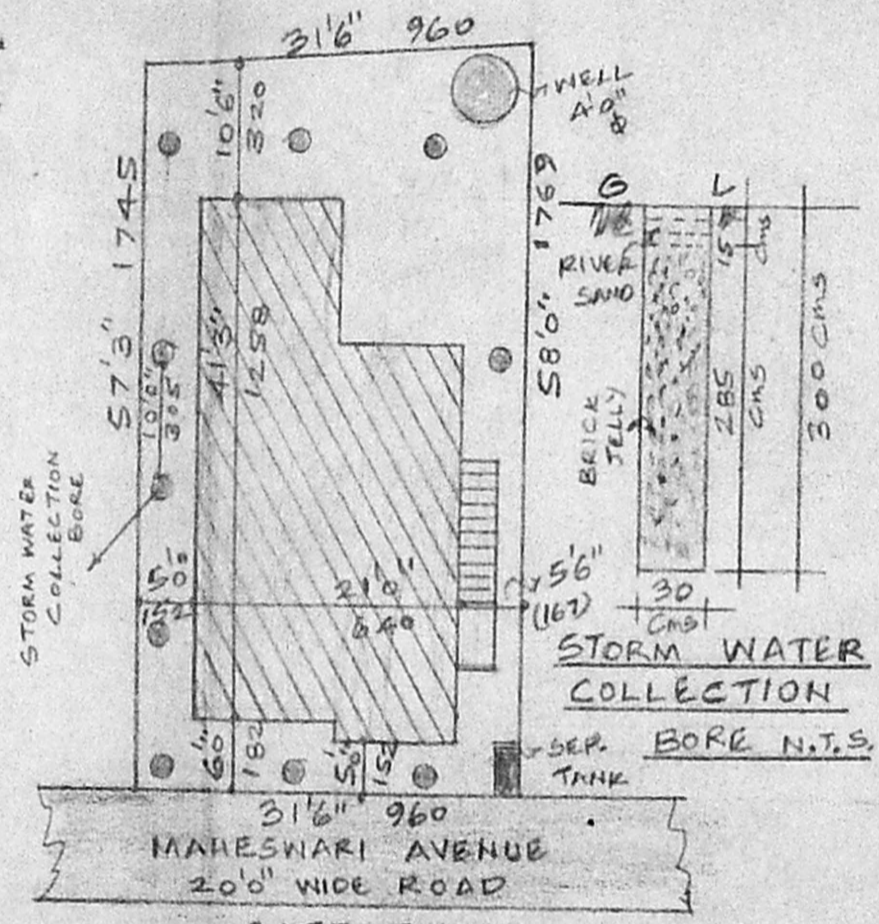 31'6" 960
WELL
4'0"
φ
10'6"
320
57'3" 1745
58'0" 1769
G L
RIVER
SAND
15
cms
41'3"
1258
10'0"
305
BRICK
JELLY
285
cms
300 cms
STORM WATER
COLLECTION
BORE
5'0"
152
21'0"
640
5'6"
(167)
30
cms
STORM WATER
COLLECTION
BORE N.T.S.
6'0"
182
5'0"
152
SEP.
TANK
31'6" 960
MAHESWARI AVENUE
20'0" WIDE ROAD